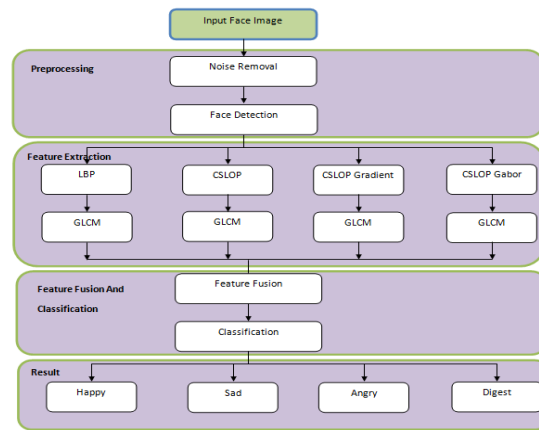 Input Face Image
Preprocessing
Noise Removal
Face Detection
Feature Extraction
LBP
CSLOP
CSLOP Gradient
CSLOP Gabor
GLCM
GLCM
GLCM
GLCM
Feature Fusion And
Classification
Feature Fusion
Classification
Result
Happy
Sad
Angry
Digest